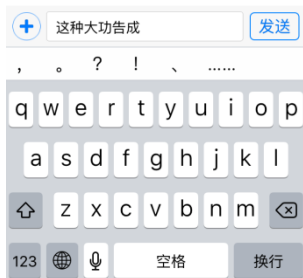 这种大功告成 发送
， 。 ？ ！ 、 ……
q w e r t y u i o p
a s d f g h j k l
z x c v b n m
123 空格 换行